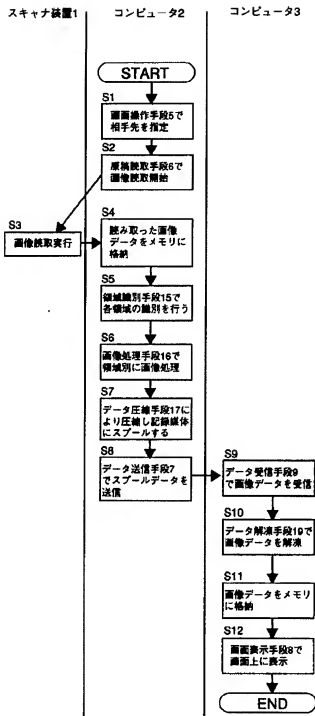 スキャナ装置1 コンピュータ2 コンピュータ3
START
S1
画面操作手段5で
相手先を指定
S2
原稿読取手段6で
画像読取開始
S3
画像読取実行
S4
読み取った画像
データをメモリに
格納
S5
領域識別手段15で
各領域の識別を行う
S6
画像処理手段16で
領域別に画像処理
S7
データ圧縮手段17に
より圧縮し記録媒体
にスプールする
S8
データ送信手段7
でスプールデータを
送信
S9
データ受信手段9
で画像データを受信
S10
データ解凍手段19で
画像データを解凍
S11
画像データをメモリ
に格納
S12
画面表示手段8で
画面上に表示
END